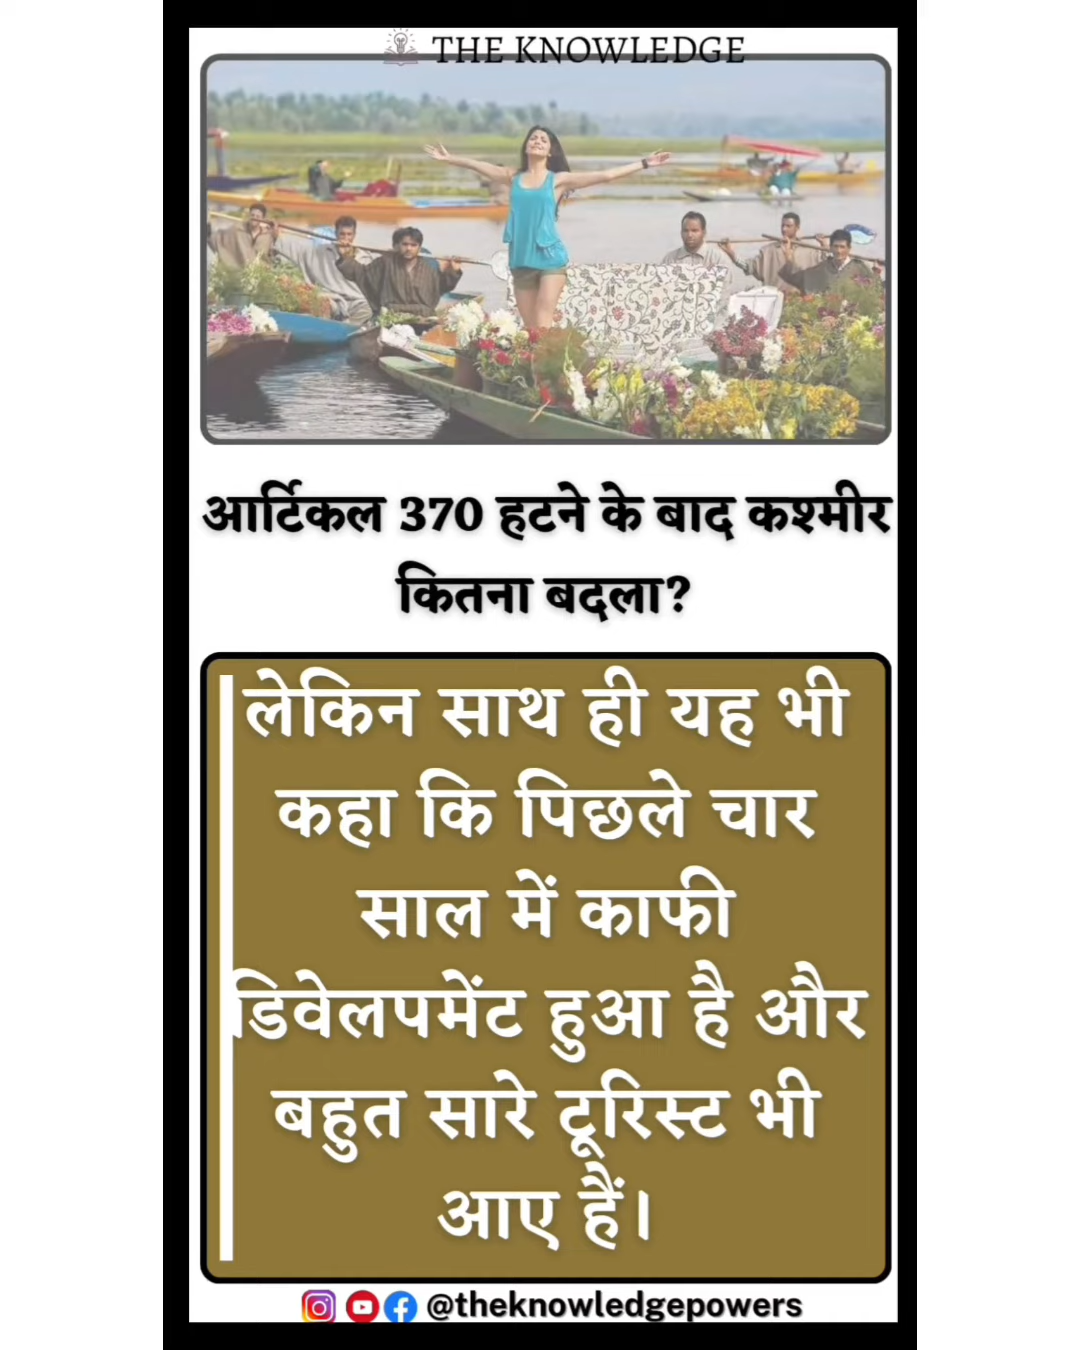 THE KNOWLEDGE
आर्टिकल 370 हटने के बाद कश्मीर
कितना बदला?
लेकिन साथ ही यह भी
कहा कि पिछले चार
साल में काफी
डिवेलपमेंट हुआ है और
बहुत सारे टूरिस्ट भी
आए हैं।
@theknowledgepowers